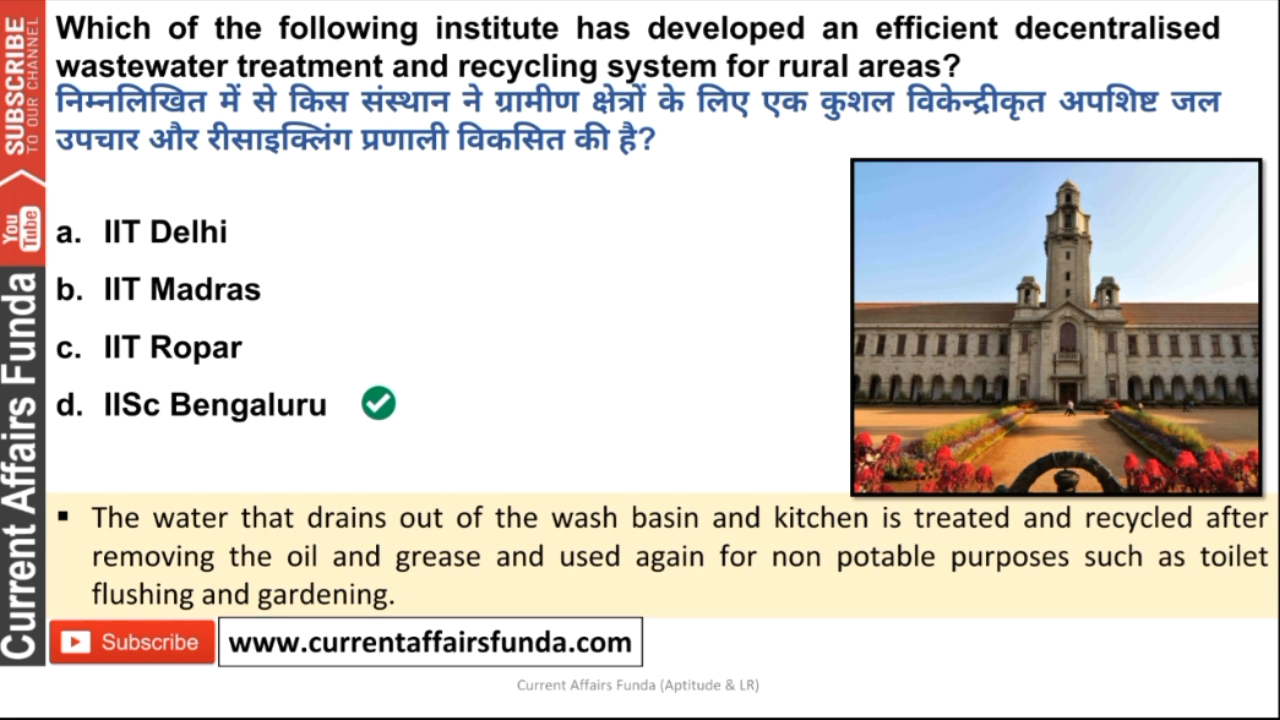 Which of the following institute has developed an efficient decentralised
wastewater treatment and recycling system for rural areas?
निम्नलिखित में से किस संस्थान ने ग्रामीण क्षेत्रों के लिए एक कुशल विकेन्द्रीकृत अपशिष्ट जल
उपचार और रीसाइक्लिंग प्रणाली विकसित की है?
a. IIT Delhi
b. IIT Madras
c. IIT Ropar
d. IISc Bengaluru
▪ The water that drains out of the wash basin and kitchen is treated and recycled after
removing the oil and grease and used again for non potable purposes such as toilet
flushing and gardening.
Subscribe
www.currentaffairsfunda.com
Current Affairs Funda (Aptitude & LR)
SUBSCRIBE
TO OUR CHANNEL
You
Tube
Current Affairs Funda